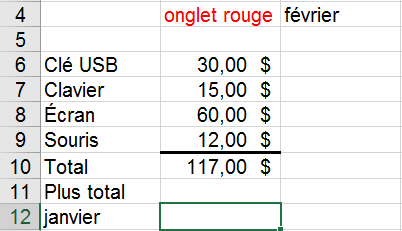 4 onglet rouge février
5
6 Clé USB 30,00 $
7 Clavier 15,00 $
8 Écran 60,00 $
9 Souris 12,00 $
10 Total 117,00 $
11 Plus total
12 janvier